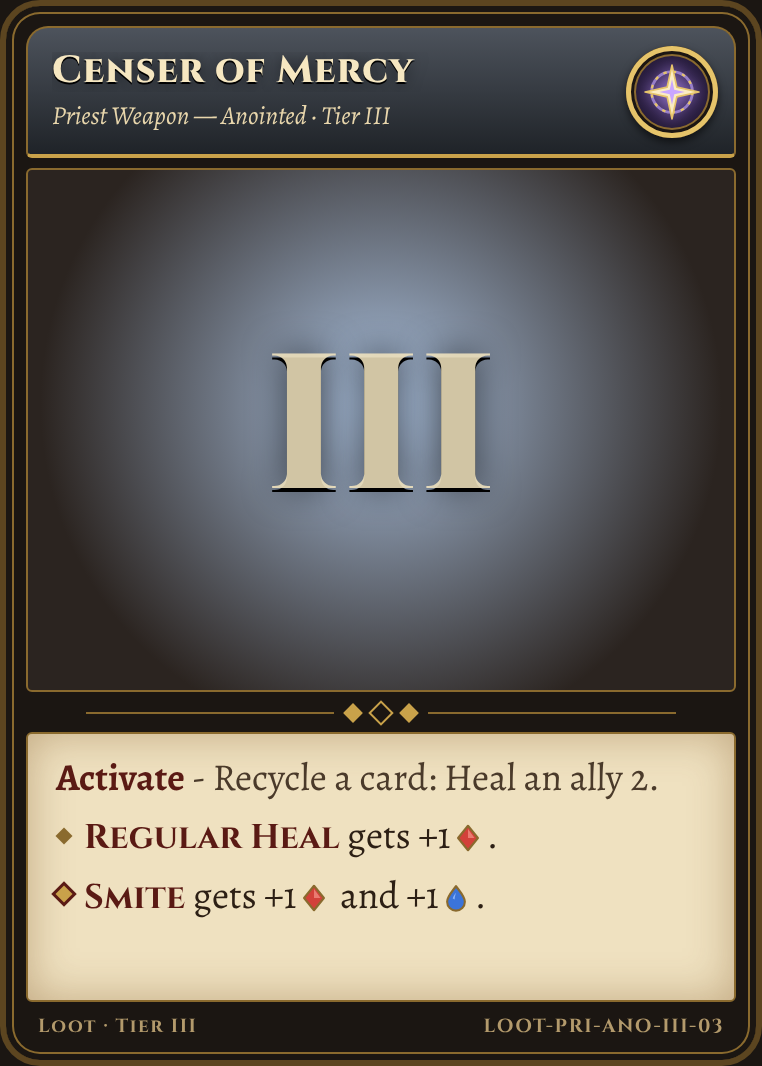 Censer of Mercy
Priest Weapon — Anointed · Tier III
III
Activate - Recycle a card: Heal an ally 2.
Regular Heal gets +1 .
Smite gets +1 and +1 .
Loot · Tier III
LOOT-PRI-ANO-III-03